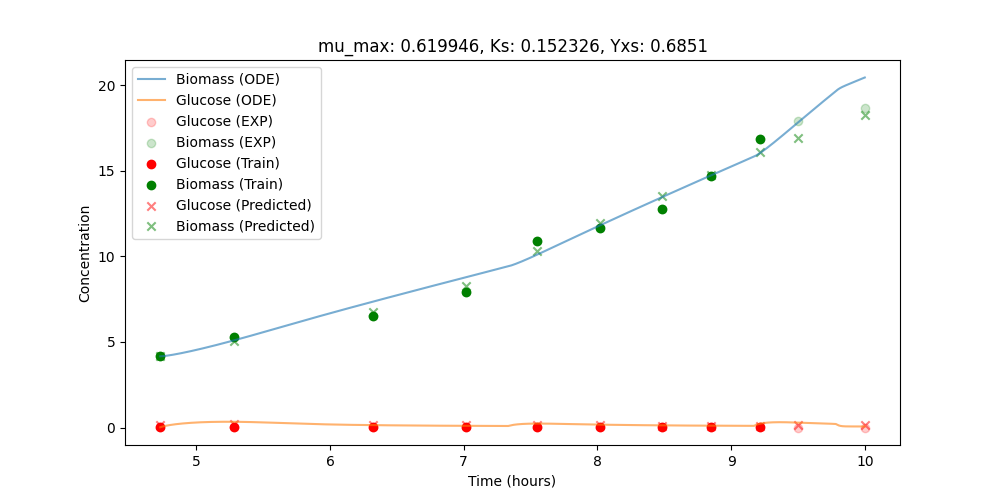 mu_max: 0.619946, Ks: 0.152326, Yxs: 0.6851
Biomass (ODE)
Glucose (ODE)
Glucose (EXP)
Biomass (EXP)
Glucose (Train)
Biomass (Train)
Glucose (Predicted)
Biomass (Predicted)
Concentration
20
15
10
5
0
5 6 7 8 9 10
Time (hours)